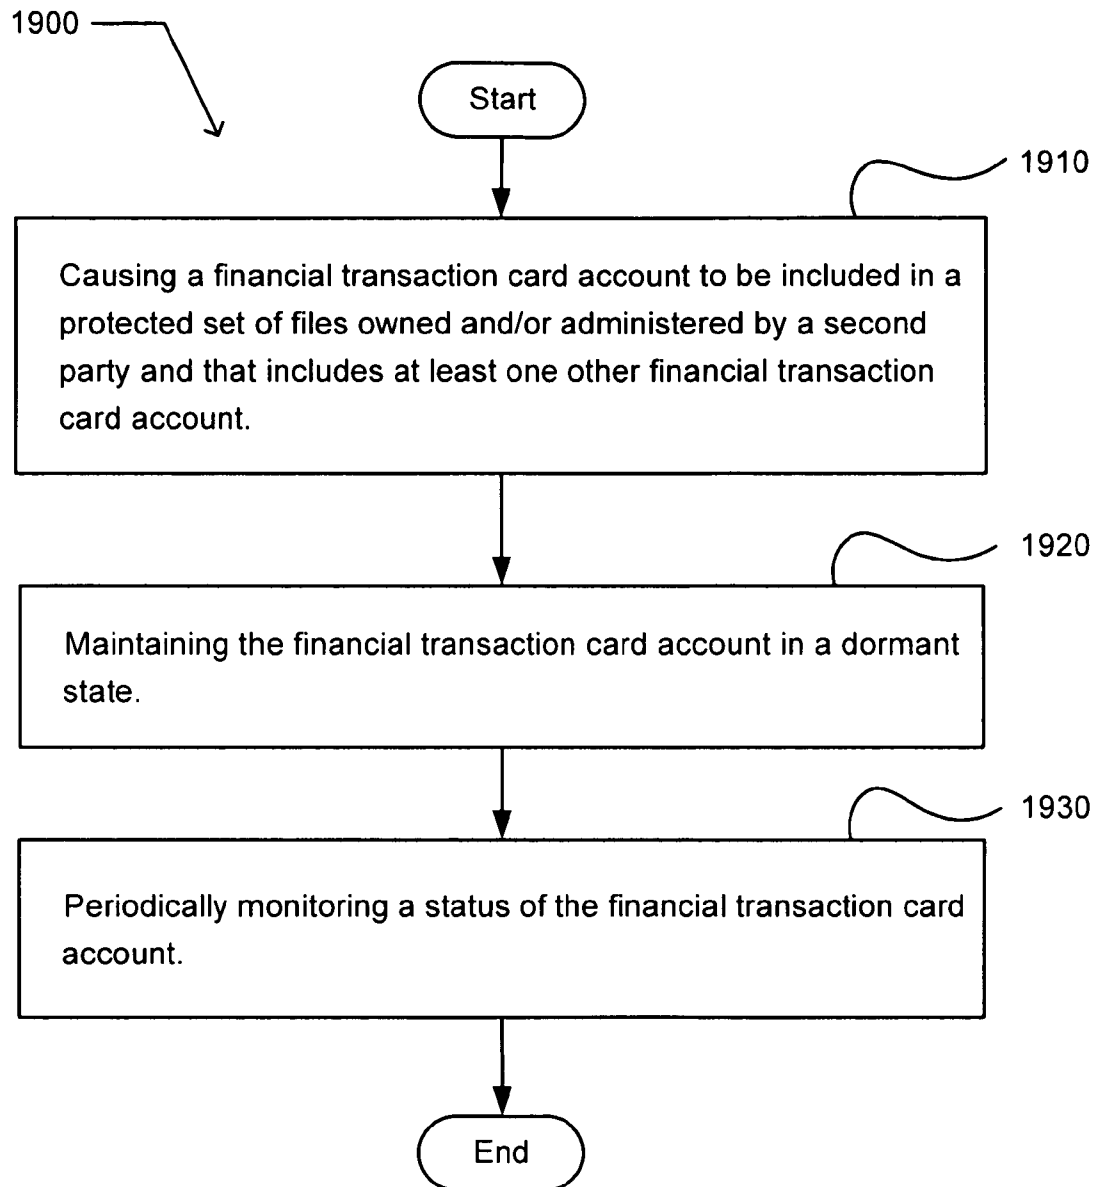 1900
Start
1910
Causing a financial transaction card account to be included in a
protected set of files owned and/or administered by a second
party and that includes at least one other financial transaction
card account.
1920
Maintaining the financial transaction card account in a dormant
state.
1930
Periodically monitoring a status of the financial transaction card
account.
End